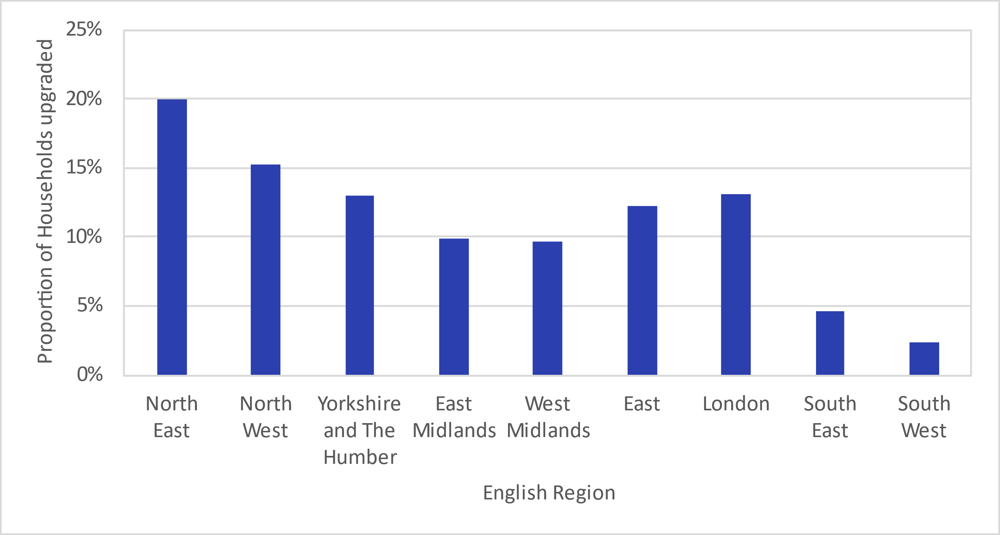 Proportion of Households upgraded
25%
20%
15%
10%
5%
0%
North
East
North
West
Yorkshire
and The
Humber
East
Midlands
West
Midlands
East
London
South
East
South
West
English Region